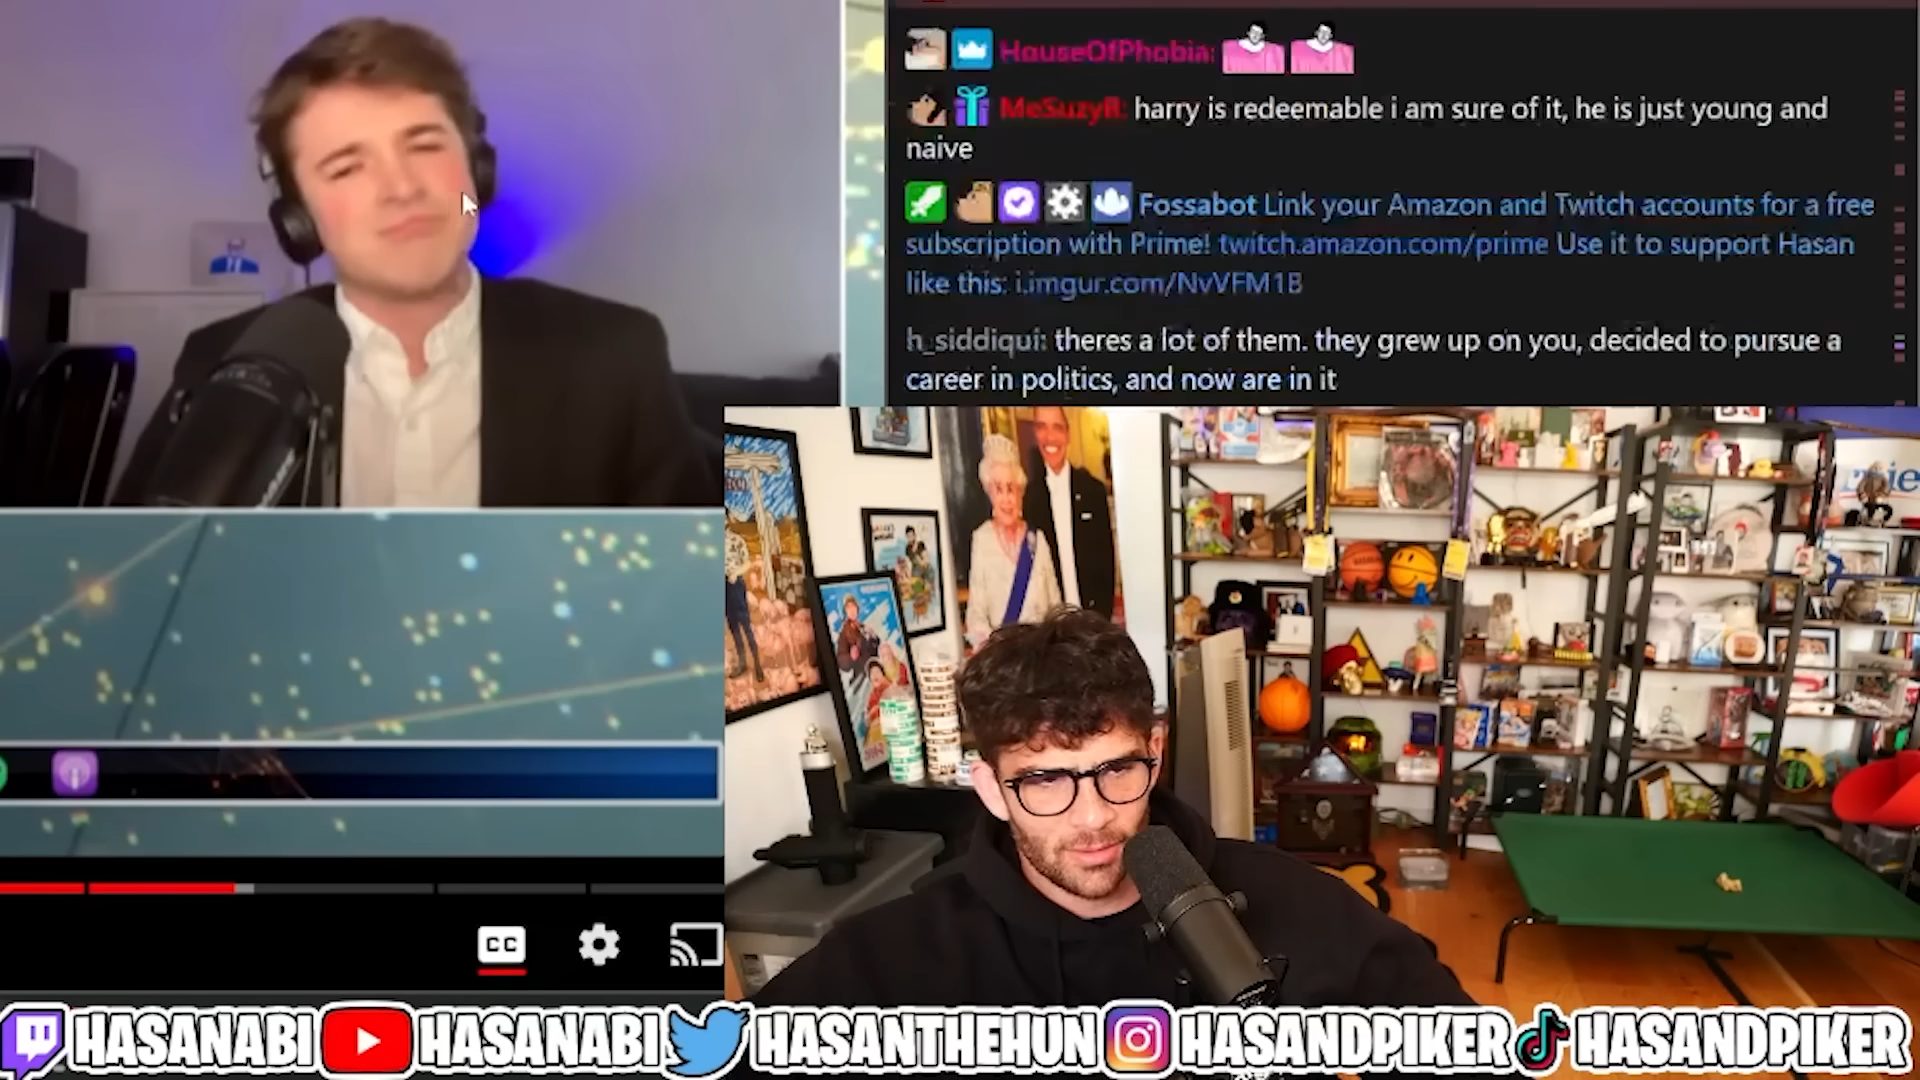 HouseOfPhobia:
MeSuzyR: harry is redeemable i am sure of it, he is just young and
naive
Fossabot Link your Amazon and Twitch accounts for a free
subscription with Prime! twitch.amazon.com/prime Use it to support Hasan
like this: i.imgur.com/NvVFM1B
h_siddiqui: theres a lot of them. they grew up on you, decided to pursue a
career in politics, and now are in it
CC
HASANABI HASANABI HASANTHEHUN HASANDPIKER HASANDPIKER